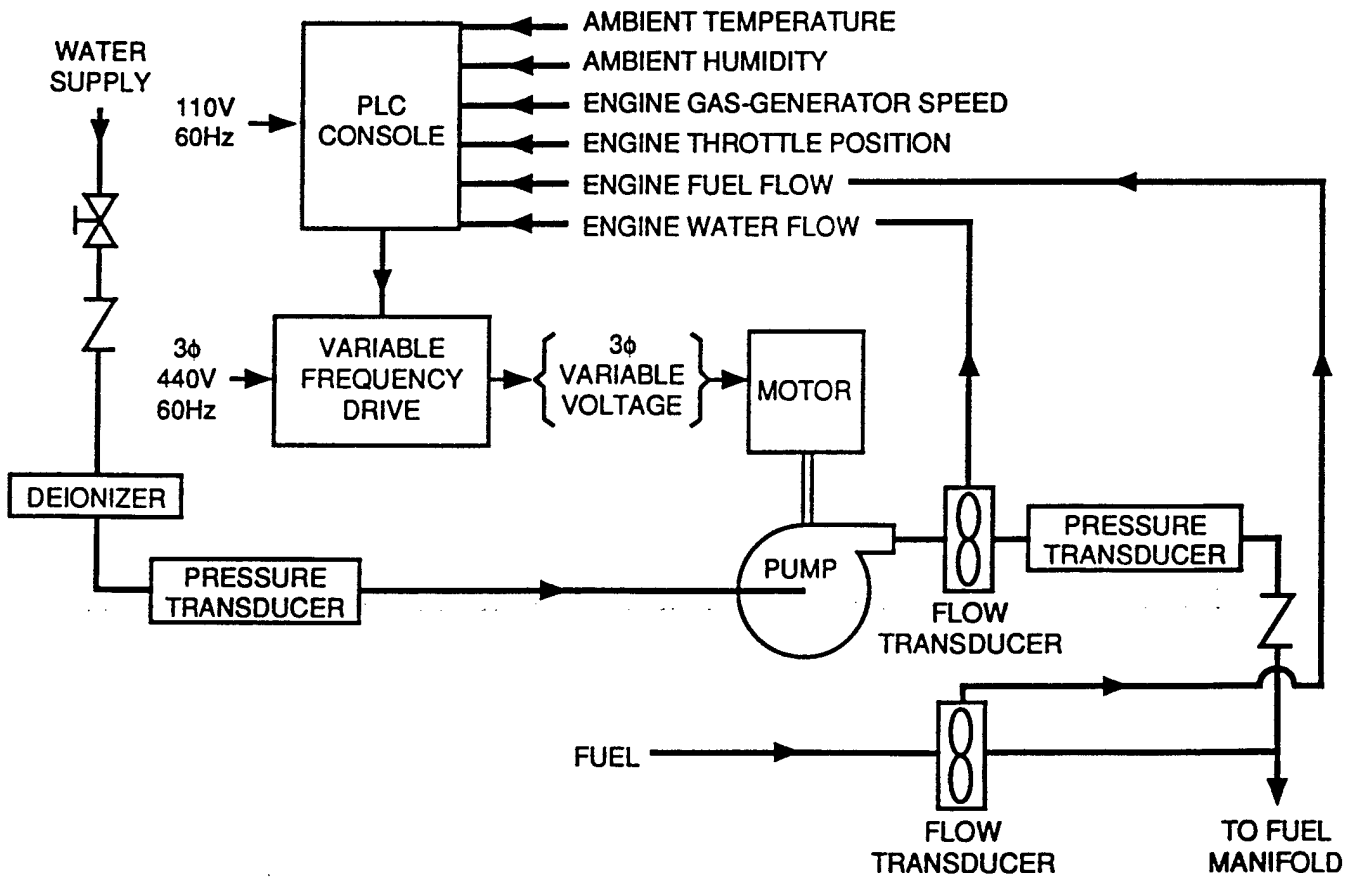 WATER
SUPPLY
110V
60Hz
PLC
CONSOLE
AMBIENT TEMPERATURE
AMBIENT HUMIDITY
ENGINE GAS-GENERATOR SPEED
ENGINE THROTTLE POSITION
ENGINE FUEL FLOW
ENGINE WATER FLOW
3ϕ
440V
60Hz
VARIABLE
FREQUENCY
DRIVE
3ϕ
VARIABLE
VOLTAGE
MOTOR
DEIONIZER
PRESSURE
TRANSDUCER
PUMP
FLOW
TRANSDUCER
PRESSURE
TRANSDUCER
FUEL
FLOW
TRANSDUCER
TO FUEL
MANIFOLD